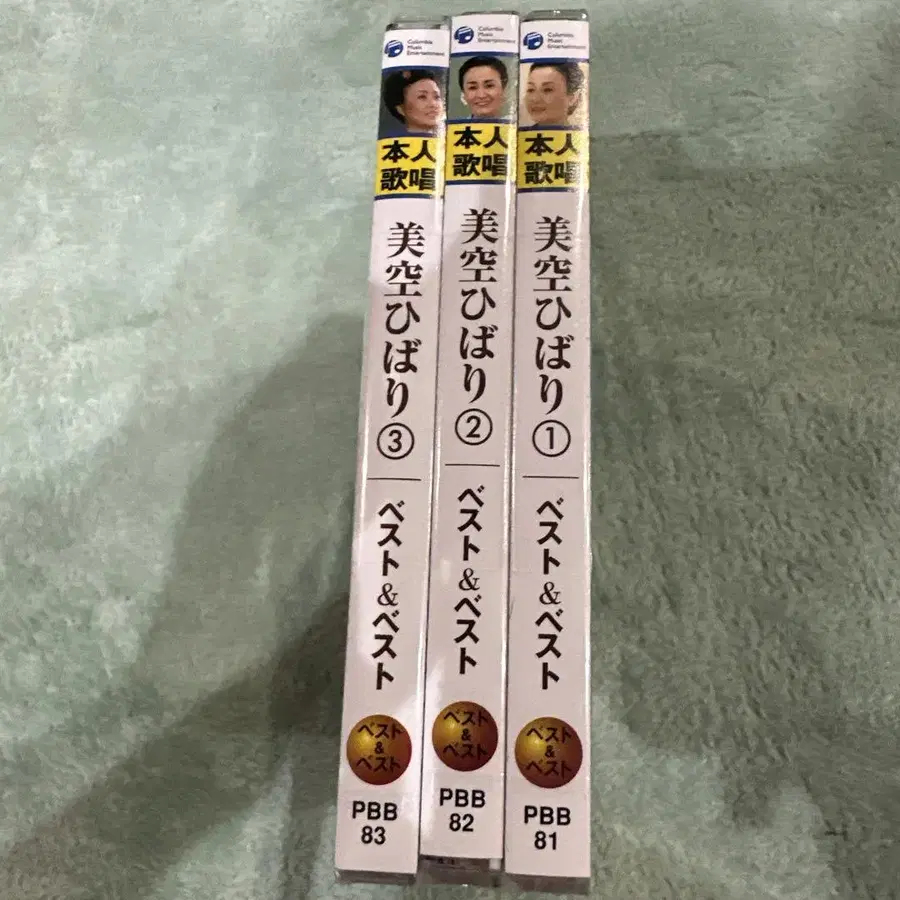 Columbia
Music
Entertainment
本人
歌唱
美空ひばり③
ベスト&ベスト
ベスト
&
ベスト
PBB
83
Columbia
Music
Entertainment
本人
歌唱
美空ひばり②
ベスト&ベスト
ベスト
&
ベスト
PBB
82
Columbia
Music
Entertainment
本人
歌唱
美空ひばり①
ベスト&ベスト
ベスト
&
ベスト
PBB
81